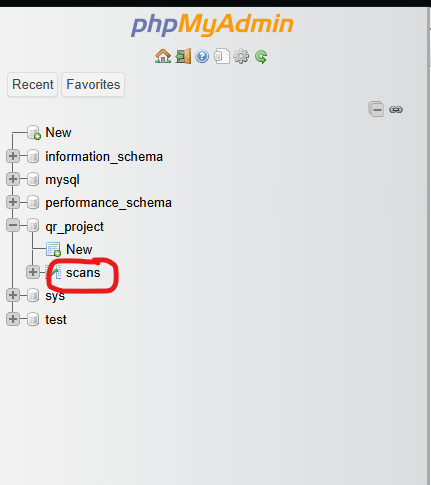 phpMyAdmin
Recent Favorites
New
information_schema
mysql
performance_schema
qr_project
New
scans
sys
test